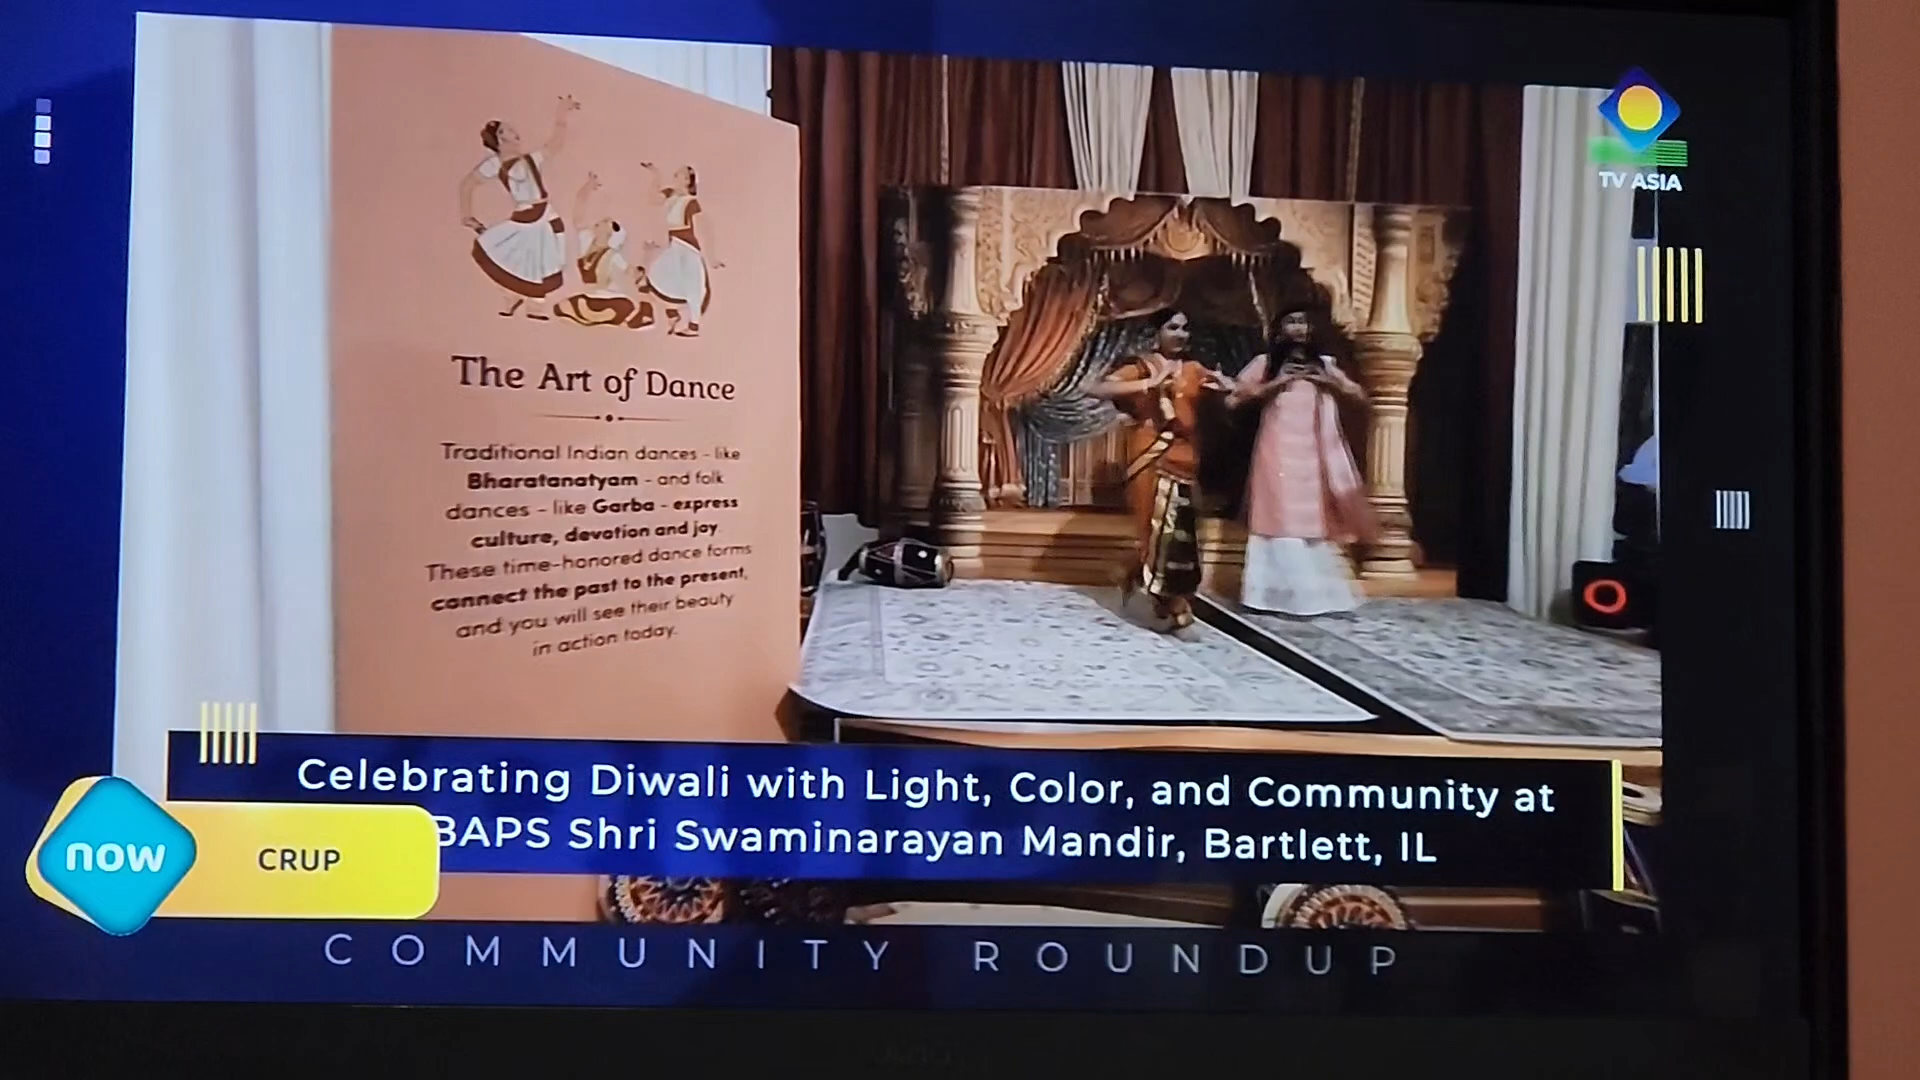 TV ASIA
The Art of Dance
Traditional Indian dances - like
Bharatanatyam - and folk
dances - like Garba - express
culture, devotion and joy.
These time-honored dance forms
connect the past to the present,
and you will see their beauty
in action today.
Celebrating Diwali with Light, Color, and Community at
BAPS Shri Swaminarayan Mandir, Bartlett, IL
now
CRUP
COMMUNITY ROUNDUP